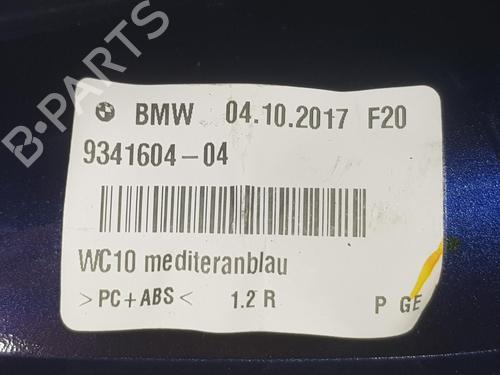 B-PARTS
BMW 04.10.2017 F20
9341604-04
WC10 mediteranblau
>PC+ABS< 1.2 R P GE